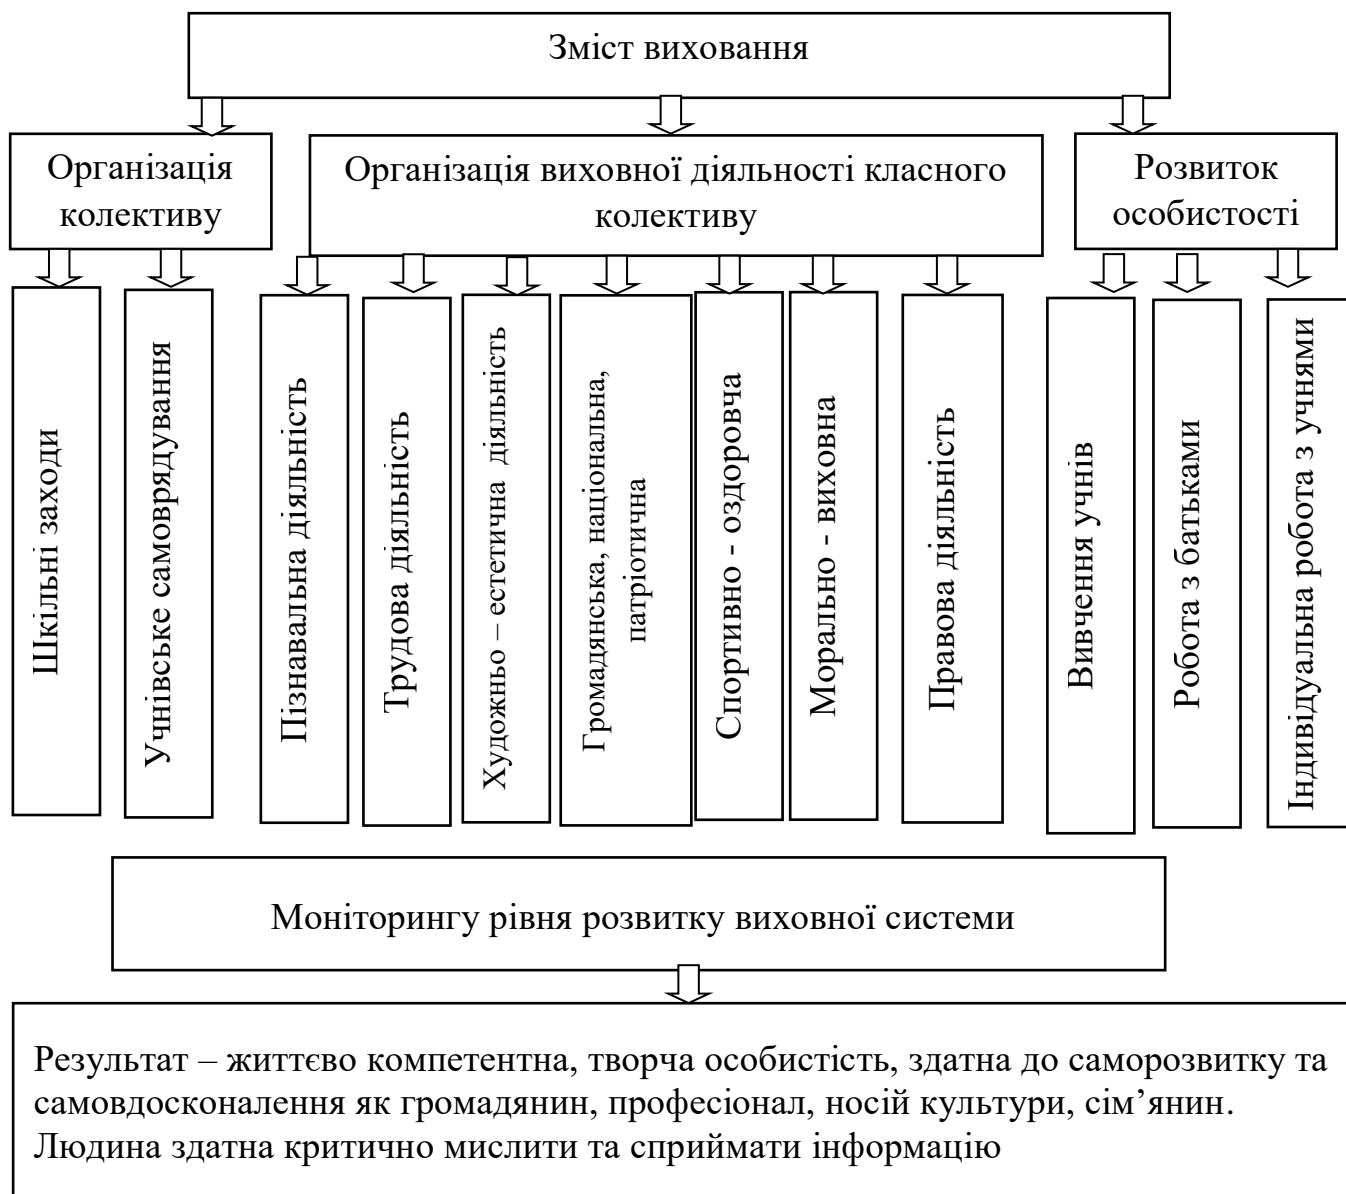 Зміст виховання
Організація
колективу
Організація виховної діяльності класного
колективу
Розвиток
особистості
Шкільні заходи
Учнівське самоврядування
Пізнавальна діяльність
Трудова діяльність
Художньо – естетична діяльність
Громадянська, національна,
патріотична
Спортивно - оздоровча
Морально - виховна
Правова діяльність
Вивчення учнів
Робота з батьками
Індивідуальна робота з учнями
Моніторингу рівня розвитку виховної системи
Результат – життєво компетентна, творча особистість, здатна до саморозвитку та
самовдосконалення як громадянин, професіонал, носій культури, сім’янин.
Людина здатна критично мислити та сприймати інформацію